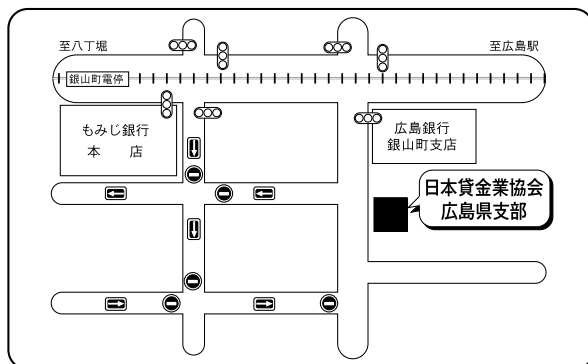 至八丁堀
至広島駅
銀山町電停
もみじ銀行
本　店
広島銀行
銀山町支店
日本貸金業協会
広島県支部